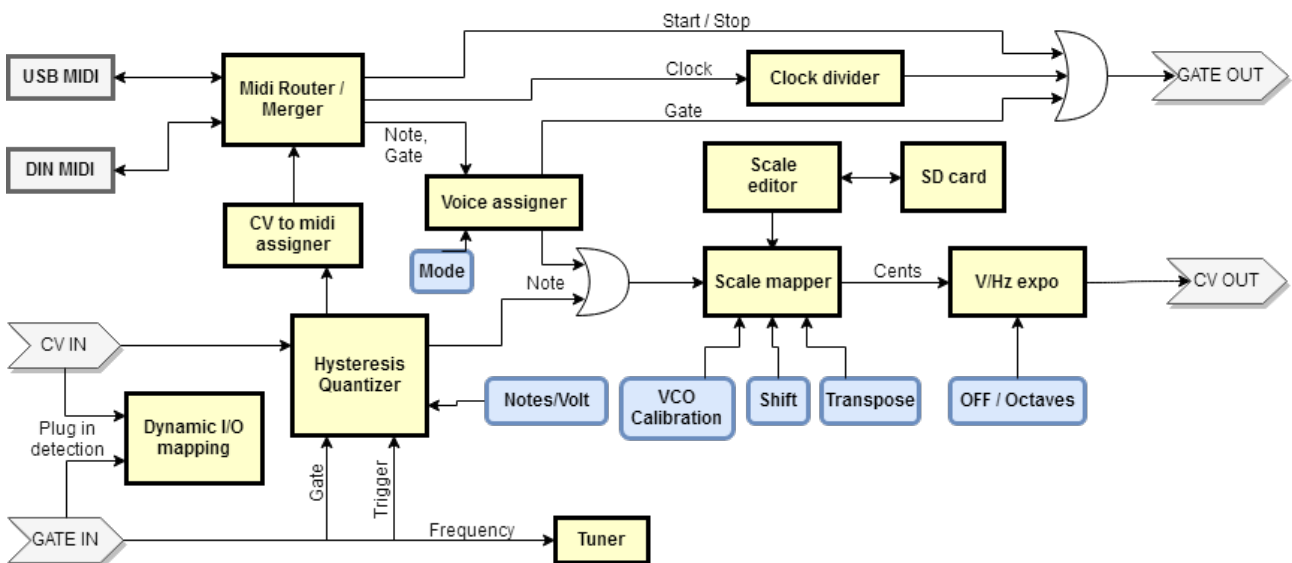 Start / Stop
USB MIDI
Midi Router /
Merger
Clock
Clock divider
GATE OUT
Gate
Note,
Gate
DIN MIDI
Scale
editor
SD card
Voice assigner
CV to midi
assigner
Mode
Note
Scale mapper
Cents
V/Hz expo
CV OUT
CV IN
Hysteresis
Quantizer
Notes/Volt
VCO
Calibration
Shift
Transpose
OFF / Octaves
Plug in
detection
Dynamic I/O
mapping
Gate
Trigger
GATE IN
Frequency
Tuner